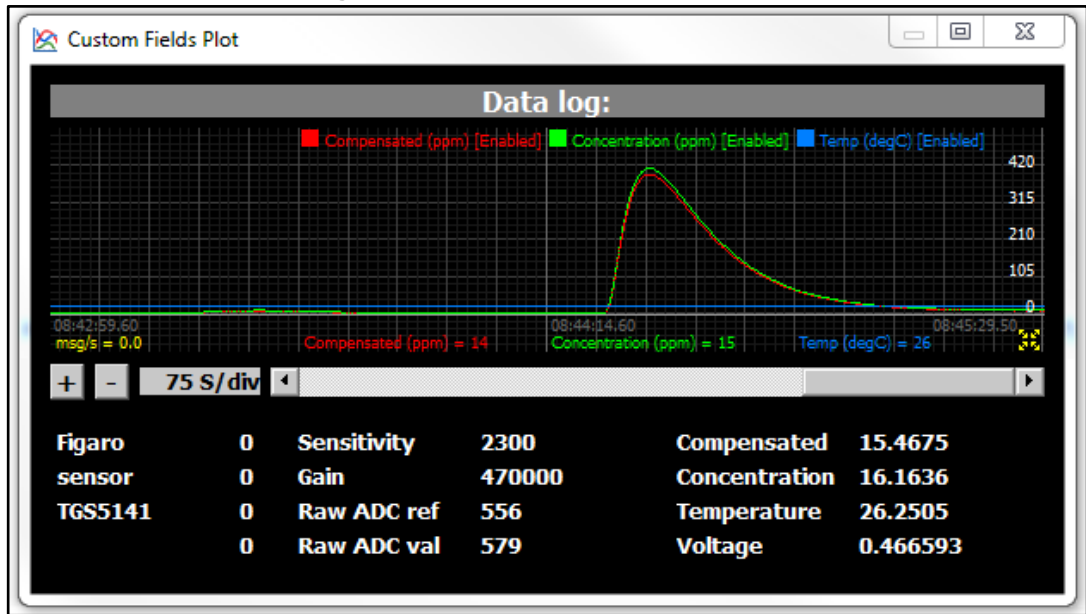 Custom Fields Plot
Data log:
Compensated (ppm) [Enabled] Concentration (ppm) [Enabled] Temp (degC) [Enabled]
420
315
210
105
0
08:42:59.60 08:44:14.60 08:45:29.50
msg/s = 0.0 Compensated (ppm) = 14 Concentration (ppm) = 15 Temp (degC) = 26
+ - 75 S/div
Figaro 0 Sensitivity 2300 Compensated 15.4675
sensor 0 Gain 470000 Concentration 16.1636
TGS5141 0 Raw ADC ref 556 Temperature 26.2505
0 Raw ADC val 579 Voltage 0.466593